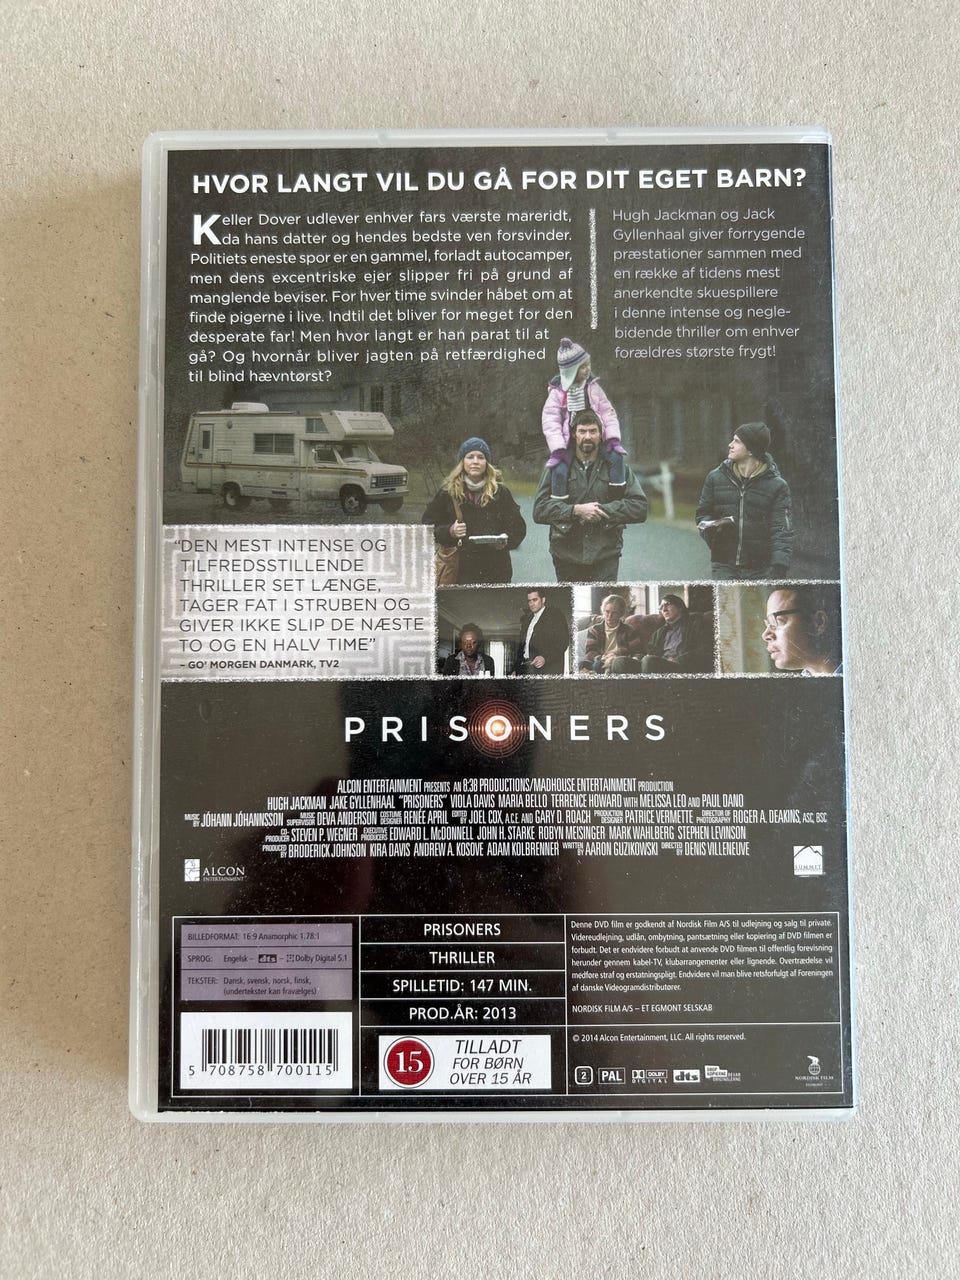 HVOR LANGT VIL DU GÅ FOR DIT EGET BARN?
Keller Dover udlever enhver fars værste mareridt,
da hans datter og hendes bedste ven forsvinder.
Politiets eneste spor er en gammel, forladt autocamper,
men dens excentriske ejer slipper fri på grund af
manglende beviser. For hver time svinder håbet om at
finde pigerne i live. Indtil det bliver for meget for den
desperate far! Men hvor langt er han parat til at
gå? Og hvornår bliver jagten på retfærdighed
til blind hævntørst?
Hugh Jackman og Jack
Gyllenhaal giver forrygende
præstationer sammen med
en række af tidens mest
anerkendte skuespillere
i denne intense og negle-
bidende thriller om enhver
forældres største frygt!
"DEN MEST INTENSE OG
TILFREDSSTILLENDE
THRILLER SET LÆNGE,
TAGER FAT I STRUBEN OG
GIVER IKKE SLIP DE NÆSTE
TO OG EN HALV TIME"
– GO' MORGEN DANMARK, TV2
PRISONERS
ALCON ENTERTAINMENT PRESENTS AN 8:38 PRODUCTIONS/MADHOUSE ENTERTAINMENT PRODUCTION
HUGH JACKMAN JAKE GYLLENHAAL "PRISONERS" VIOLA DAVIS MARIA BELLO TERRENCE HOWARD WITH MELISSA LEO AND PAUL DANO
MUSIC BY JÓHANN JÓHANNSSON MUSIC SUPERVISOR DEVA ANDERSON COSTUME DESIGNER RENÉE APRIL EDITED BY JOEL COX, A.C.E. AND GARY D. ROACH PRODUCTION DESIGNER PATRICE VERMETTE DIRECTOR OF PHOTOGRAPHY ROGER A. DEAKINS, ASC, BSC
CO-PRODUCER STEVEN P. WEGNER EXECUTIVE PRODUCERS EDWARD L. McDONNELL JOHN H. STARKE ROBYN MEISINGER MARK WAHLBERG STEPHEN LEVINSON
PRODUCED BY BRODERICK JOHNSON KIRA DAVIS ANDREW A. KOSOVE ADAM KOLBRENNER WRITTEN BY AARON GUZIKOWSKI DIRECTED BY DENIS VILLENEUVE
ALCON
ENTERTAINMENT
SUMMIT
BILLEDFORMAT: 16:9 Anamorphic 1.78:1
SPROG: Engelsk – dts – Dolby Digital 5.1
TEKSTER: Dansk, svensk, norsk, finsk,
(undertekster kan fravælges)
5 708758 700115
PRISONERS
THRILLER
SPILLETID: 147 MIN.
PROD.ÅR: 2013
15
TILLADT
FOR BØRN
OVER 15 ÅR
Denne DVD film er godkendt af Nordisk Film A/S til udlejning og salg til private.
Videreudlejning, udlån, ombytning, pantsætning eller kopiering af DVD filmen er
forbudt. Det er endvidere forbudt at anvende DVD filmen til offentlig forevisning
herunder gennem kabel-TV, klubarrangementer eller lignende. Overtrædelse vil
medføre straf og erstatningspligt. Endvidere vil man blive retsforfulgt af Foreningen
af danske Videogramdistributører.
NORDISK FILM A/S – ET EGMONT SELSKAB
© 2014 Alcon Entertainment, LLC. All rights reserved.
2 PAL DOLBY DIGITAL dts STOP KOPIERNE BEVAR ORIGINALERNE
NORDISK FILM
EGMONT